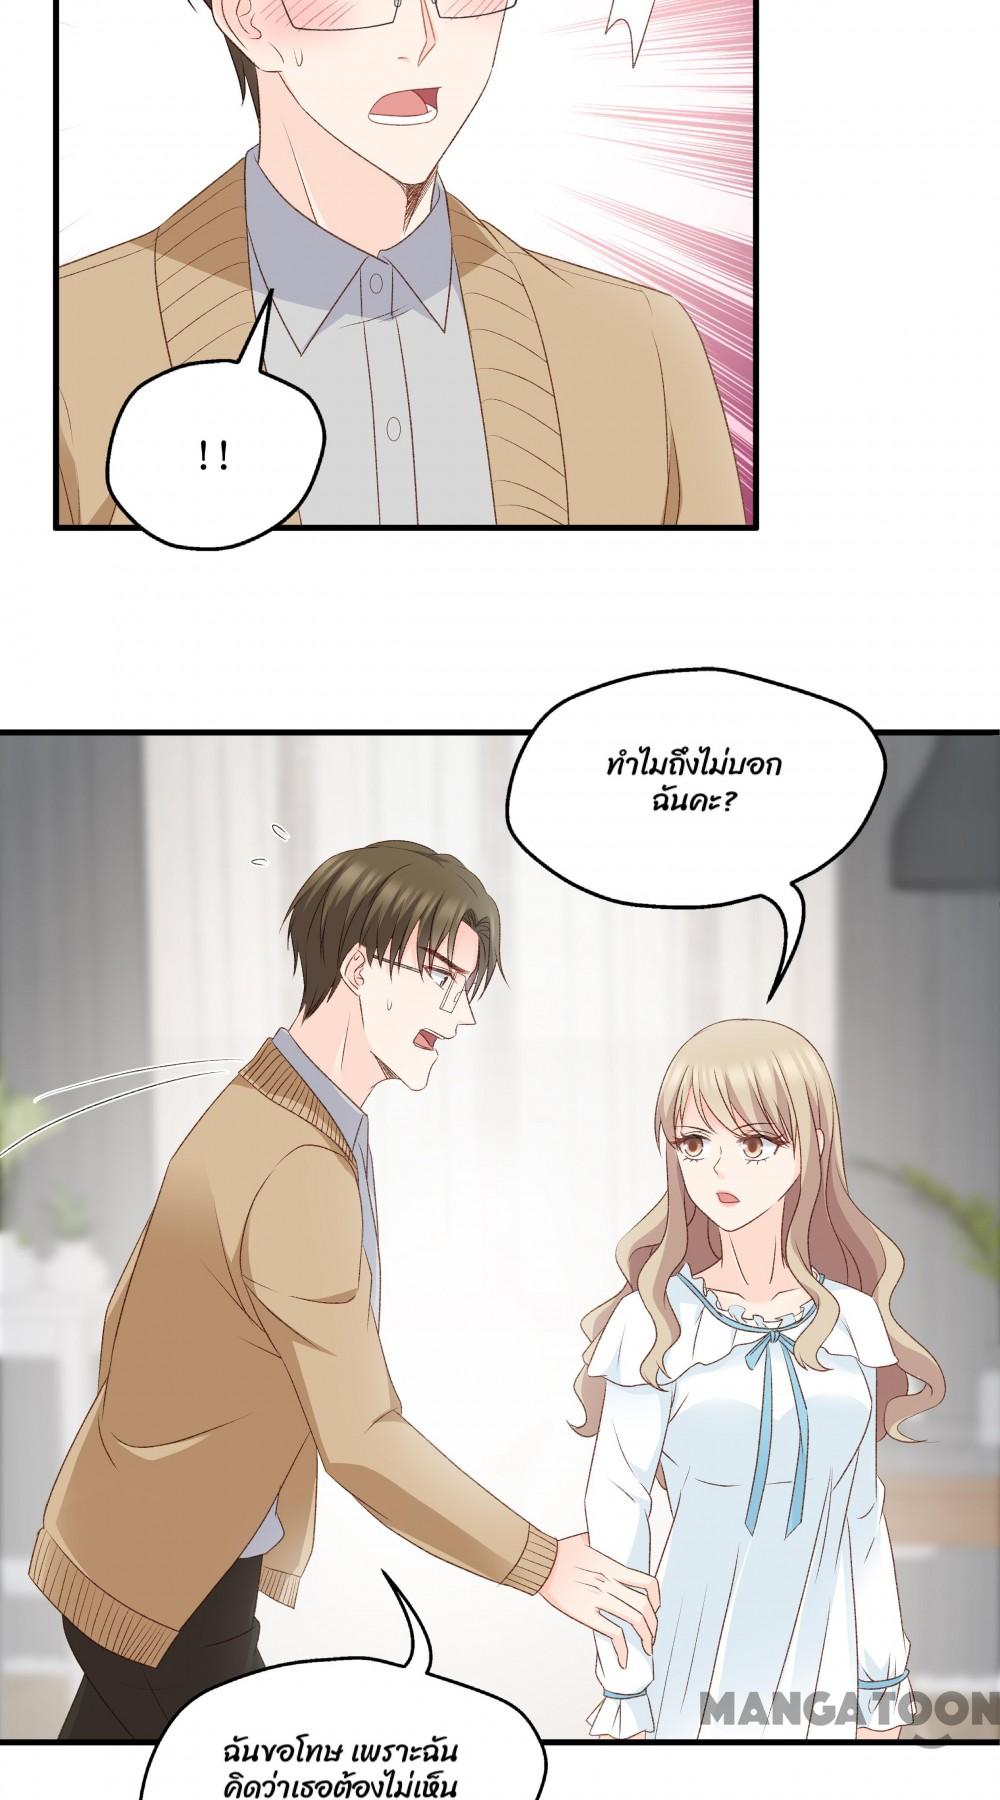 !!
ทำไมถึงไม่บอก
ฉันคะ?
MANGATOON
ฉันขอโทษ เพราะฉัน
คิดว่าเธอต้องไม่เห็น